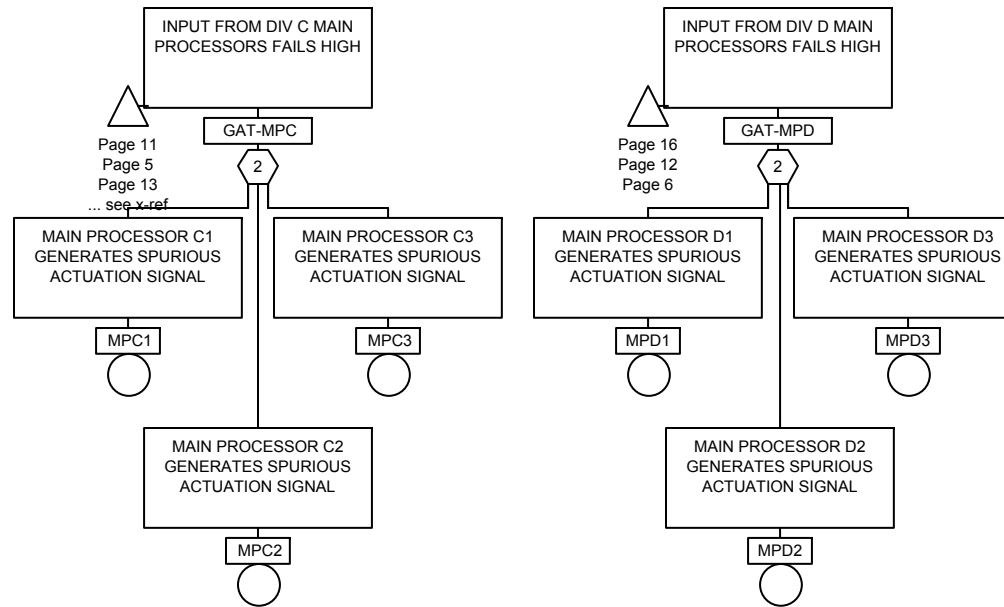 INPUT FROM DIV C MAIN
PROCESSORS FAILS HIGH
GAT-MPC
Page 11
Page 5
Page 13
... see x-ref
2
MAIN PROCESSOR C1
GENERATES SPURIOUS
ACTUATION SIGNAL
MPC1
MAIN PROCESSOR C3
GENERATES SPURIOUS
ACTUATION SIGNAL
MPC3
MAIN PROCESSOR C2
GENERATES SPURIOUS
ACTUATION SIGNAL
MPC2
INPUT FROM DIV D MAIN
PROCESSORS FAILS HIGH
GAT-MPD
Page 16
Page 12
Page 6
2
MAIN PROCESSOR D1
GENERATES SPURIOUS
ACTUATION SIGNAL
MPD1
MAIN PROCESSOR D3
GENERATES SPURIOUS
ACTUATION SIGNAL
MPD3
MAIN PROCESSOR D2
GENERATES SPURIOUS
ACTUATION SIGNAL
MPD2